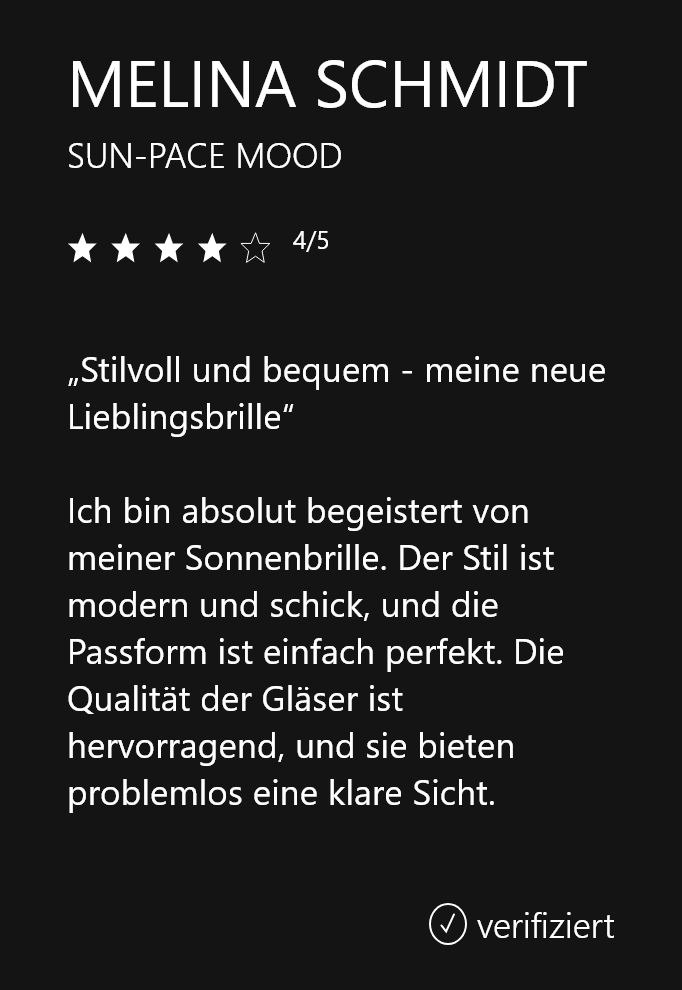 MELINA SCHMIDT
SUN-PACE MOOD
4/5
„Stilvoll und bequem - meine neue
Lieblingsbrille“
Ich bin absolut begeistert von
meiner Sonnenbrille. Der Stil ist
modern und schick, und die
Passform ist einfach perfekt. Die
Qualität der Gläser ist
hervorragend, und sie bieten
problemlos eine klare Sicht.
verifiziert